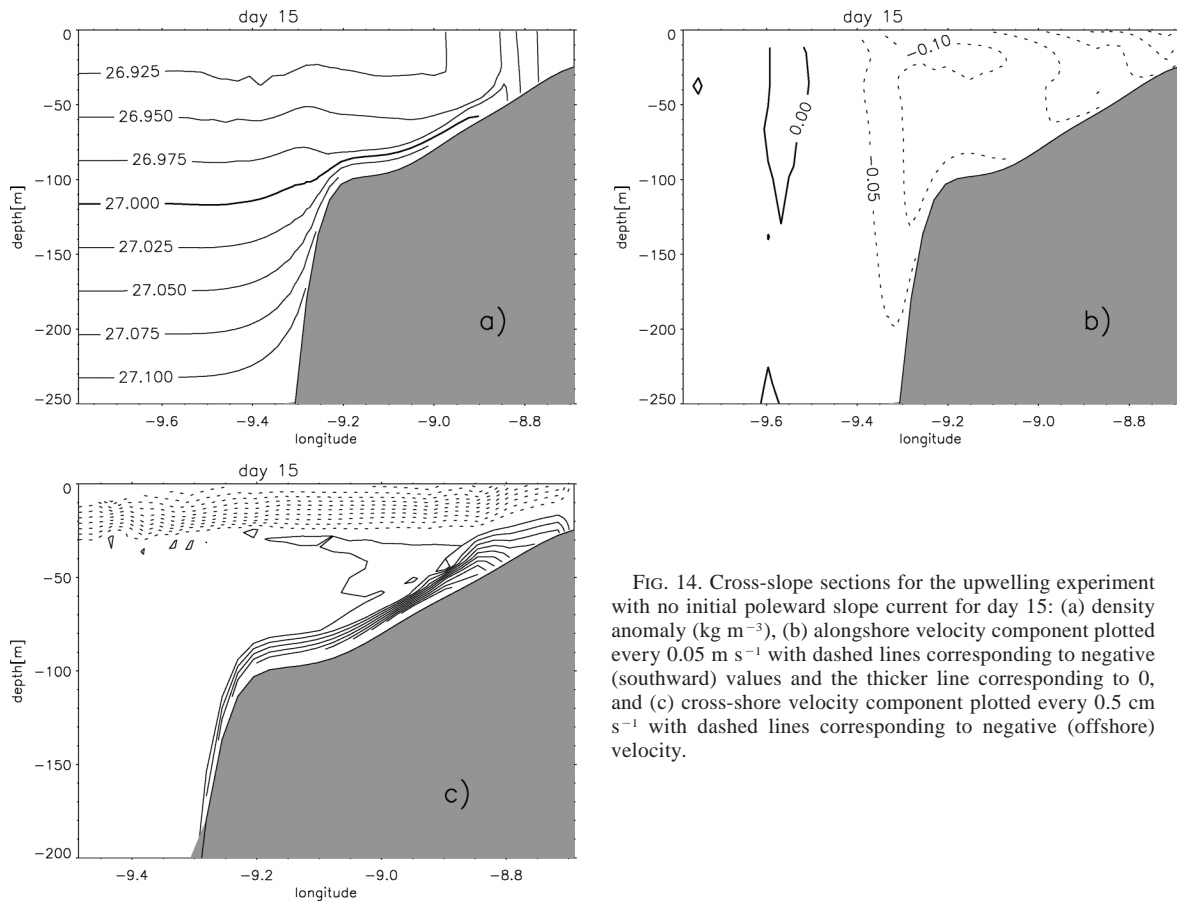 day 15
0
−50
−100
−150
−200
−250
depth[m]
26.925
26.950
26.975
27.000
27.025
27.050
27.075
27.100
a)
−9.6
−9.4
−9.2
−9.0
−8.8
longitude
day 15
0
−50
−100
−150
−200
−250
depth[m]
−0.10
0.00
−0.05
b)
−9.6
−9.4
−9.2
−9.0
−8.8
longitude
day 15
0
−50
−100
−150
−200
depth[m]
c)
−9.4
−9.2
−9.0
−8.8
longitude
FIG. 14. Cross-slope sections for the upwelling experiment
with no initial poleward slope current for day 15: (a) density
anomaly (kg m⁻³), (b) alongshore velocity component plotted
every 0.05 m s⁻¹ with dashed lines corresponding to negative
(southward) values and the thicker line corresponding to 0,
and (c) cross-shore velocity component plotted every 0.5 cm
s⁻¹ with dashed lines corresponding to negative (offshore)
velocity.